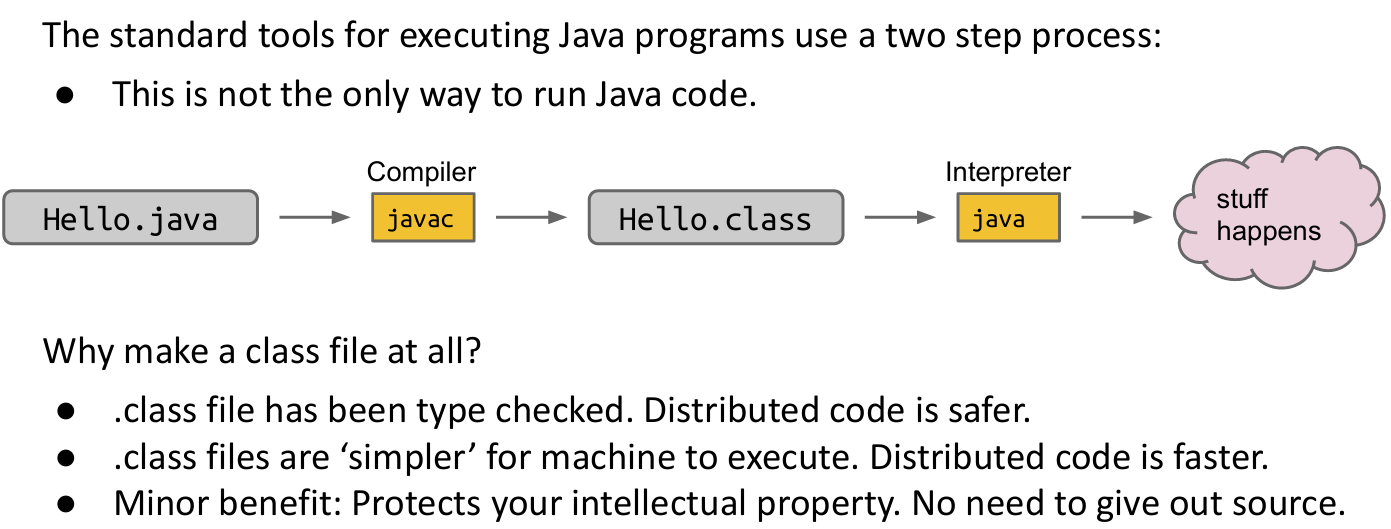 The standard tools for executing Java programs use a two step process:
● This is not the only way to run Java code.
Compiler
Interpreter
Hello.java
javac
Hello.class
java
stuff
happens
Why make a class file at all?
● .class file has been type checked. Distributed code is safer.
● .class files are ‘simpler’ for machine to execute. Distributed code is faster.
● Minor benefit: Protects your intellectual property. No need to give out source.